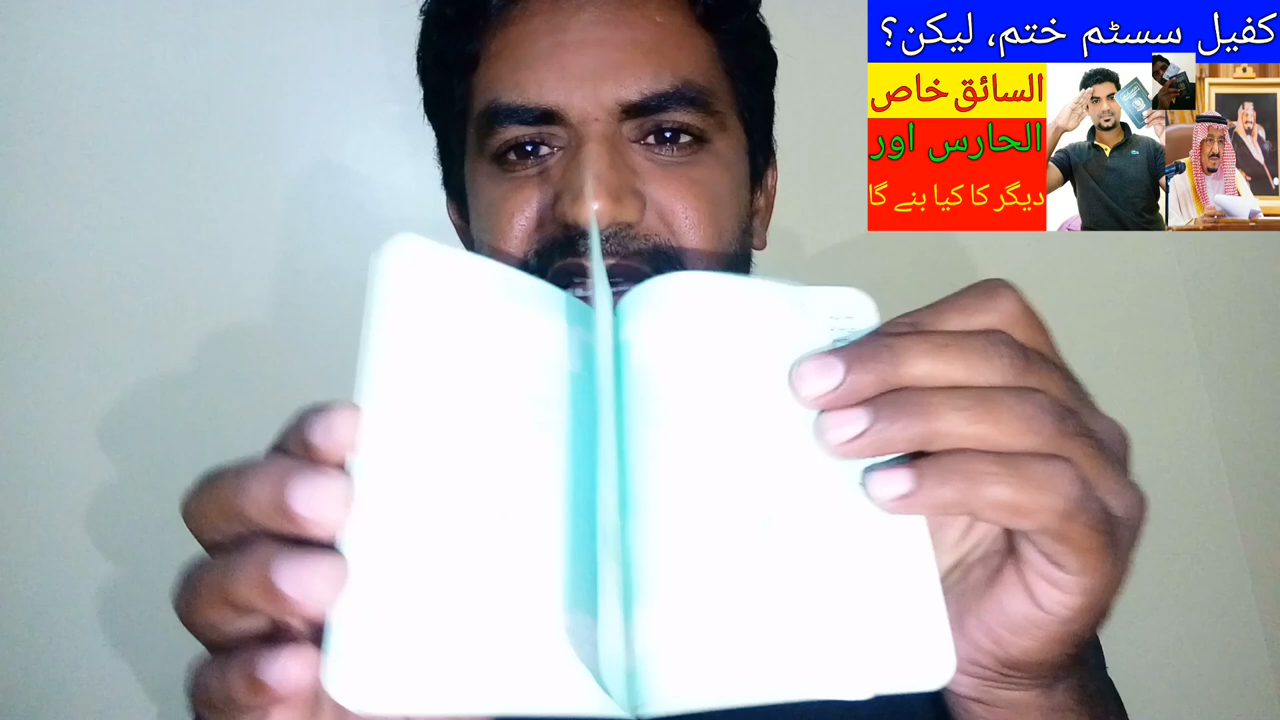 کفیل سسٹم ختم، لیکن؟
السائق خاص
الحارس اور
دیگر کا کیا بنے گا